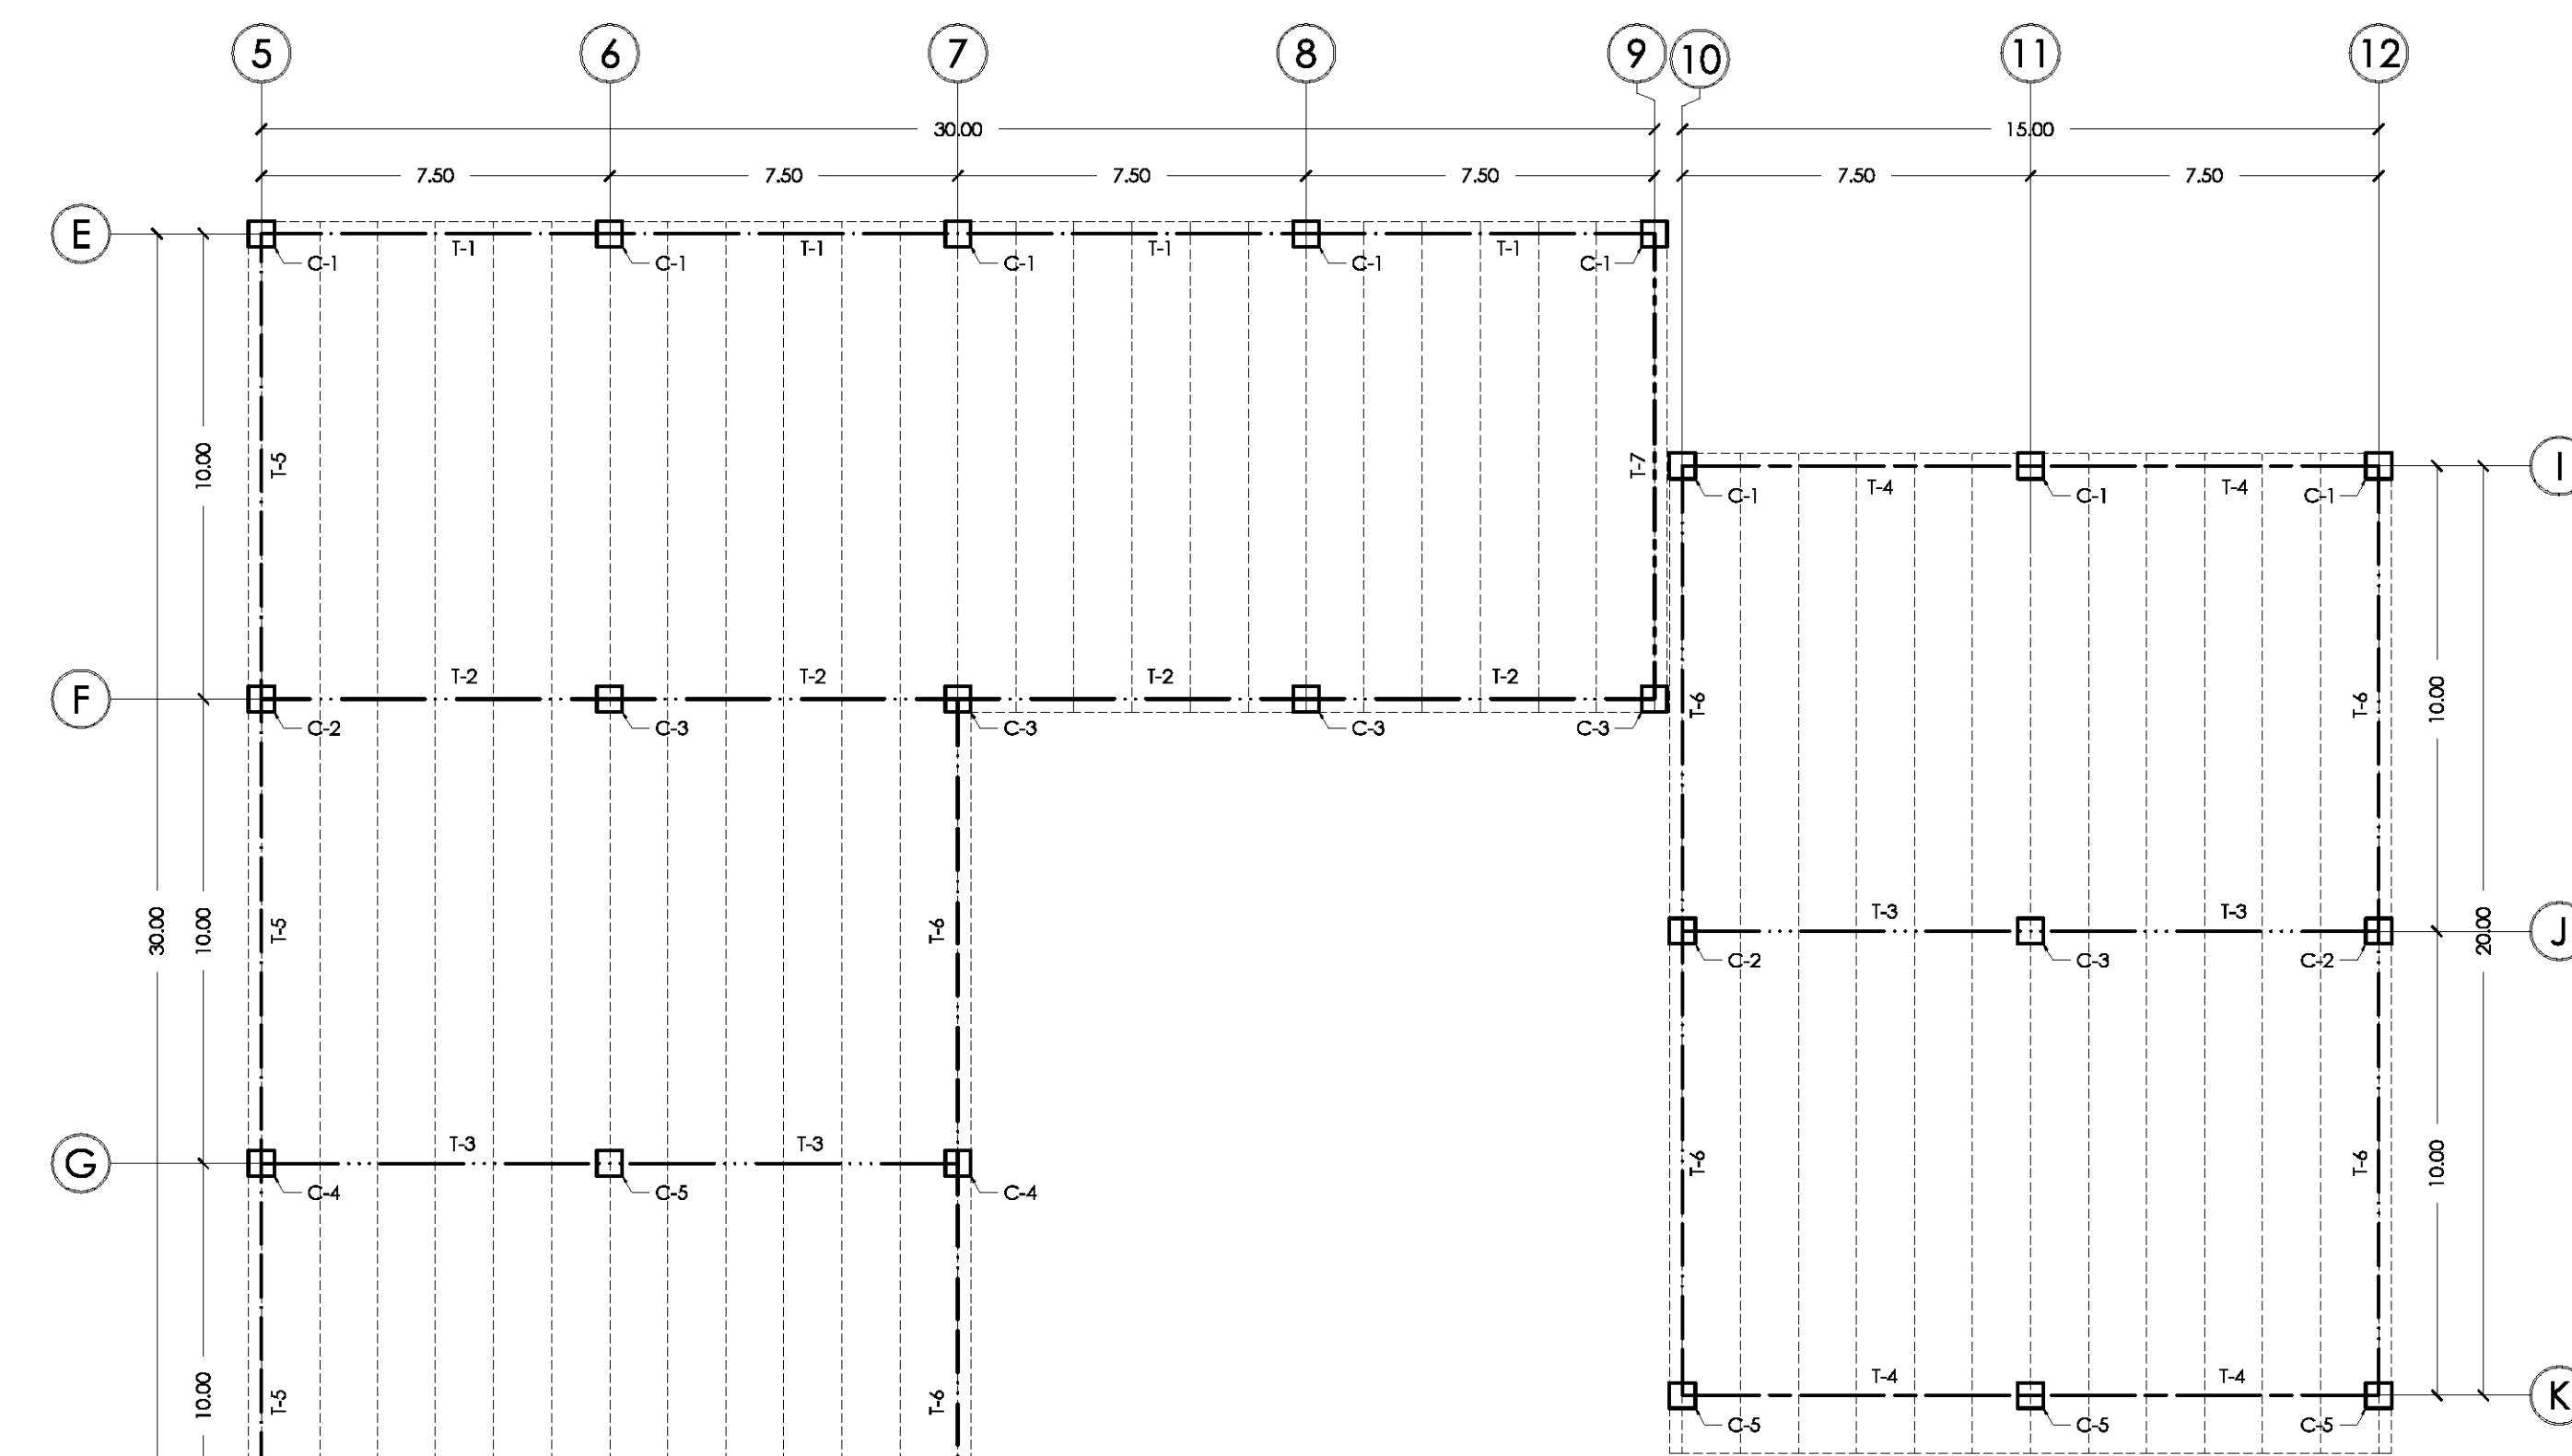 5 6 7 8 9 10 11 12
30.00 15.00
7.50 7.50 7.50 7.50 7.50 7.50
E
T-1 T-1 T-1 T-1
C-1 C-1 C-1 C-1 C-1
10.00 T-5 T-7
I
T-4 T-4
C-1 C-1 C-1
T-2 T-2 T-2 T-2
F
T-6 T-6 10.00
C-2 C-3 C-3 C-3 C-3
T-3 T-3
30.00 10.00 T-5 T-6 20.00
J
C-2 C-3 C-2
T-3 T-3
G
T-6 T-6 10.00
C-4 C-5 C-4
T-4 T-4
10.00 T-5 T-6
K
C-5 C-5 C-5